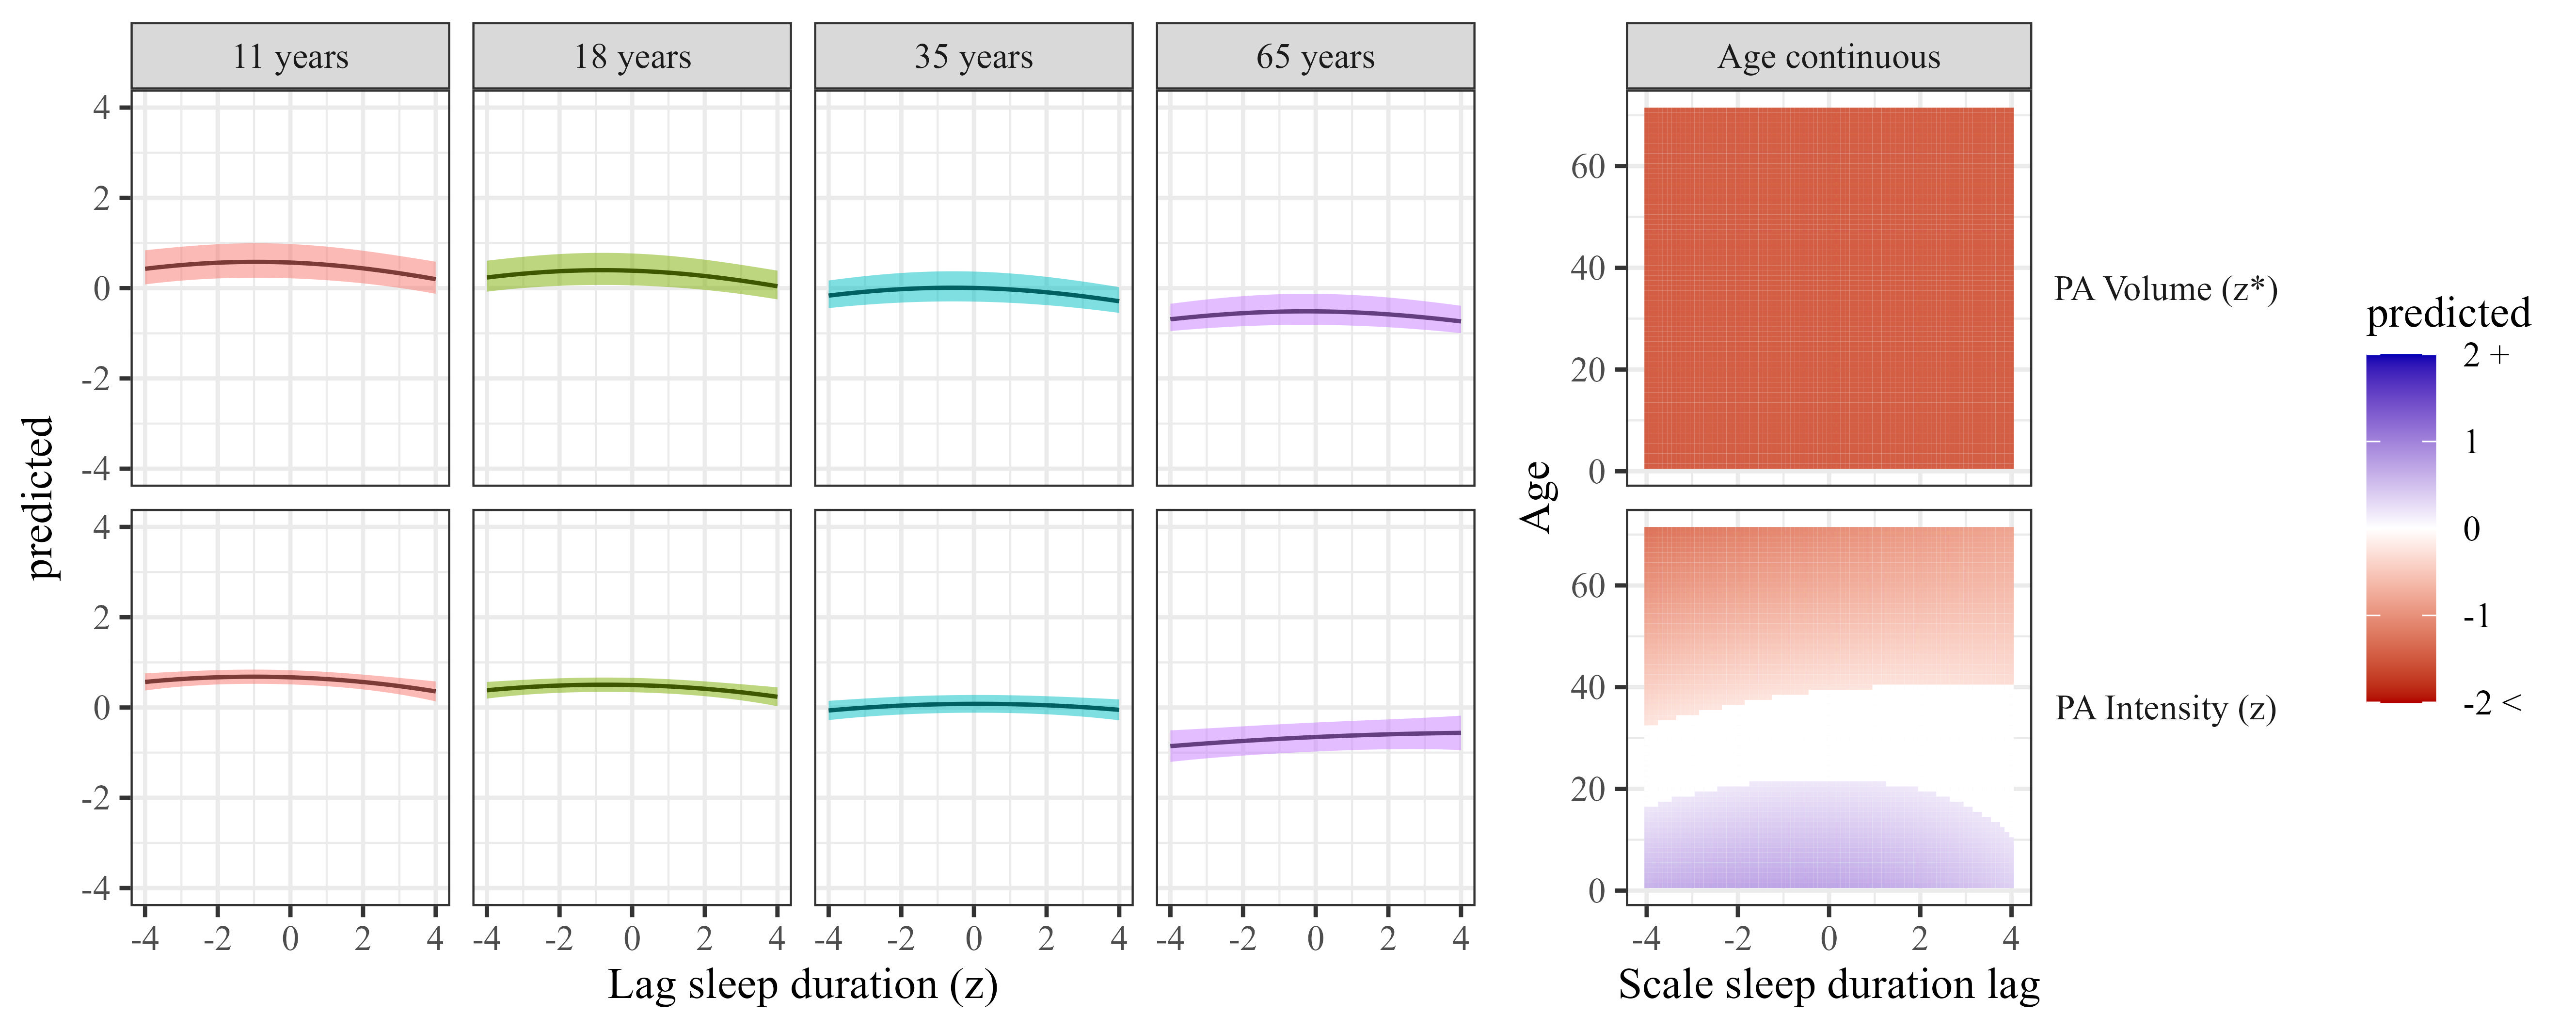 11 years
18 years
35 years
65 years
Age continuous
4
2
0
-2
-4
60
40
20
0
PA Volume (z*)
4
2
0
-2
-4
60
40
20
0
PA Intensity (z)
predicted
Age
predicted
2 +
1
0
-1
-2 <
-4 -2 0 2 4
-4 -2 0 2 4
-4 -2 0 2 4
-4 -2 0 2 4
-4 -2 0 2 4
Lag sleep duration (z)
Scale sleep duration lag